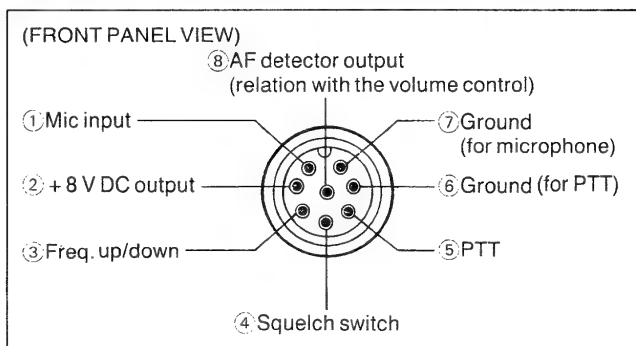 (FRONT PANEL VIEW)
⑧AF detector output
(relation with the volume control)
①Mic input
⑦Ground
(for microphone)
②+8 V DC output
⑥Ground (for PTT)
③Freq. up/down
⑤PTT
④Squelch switch